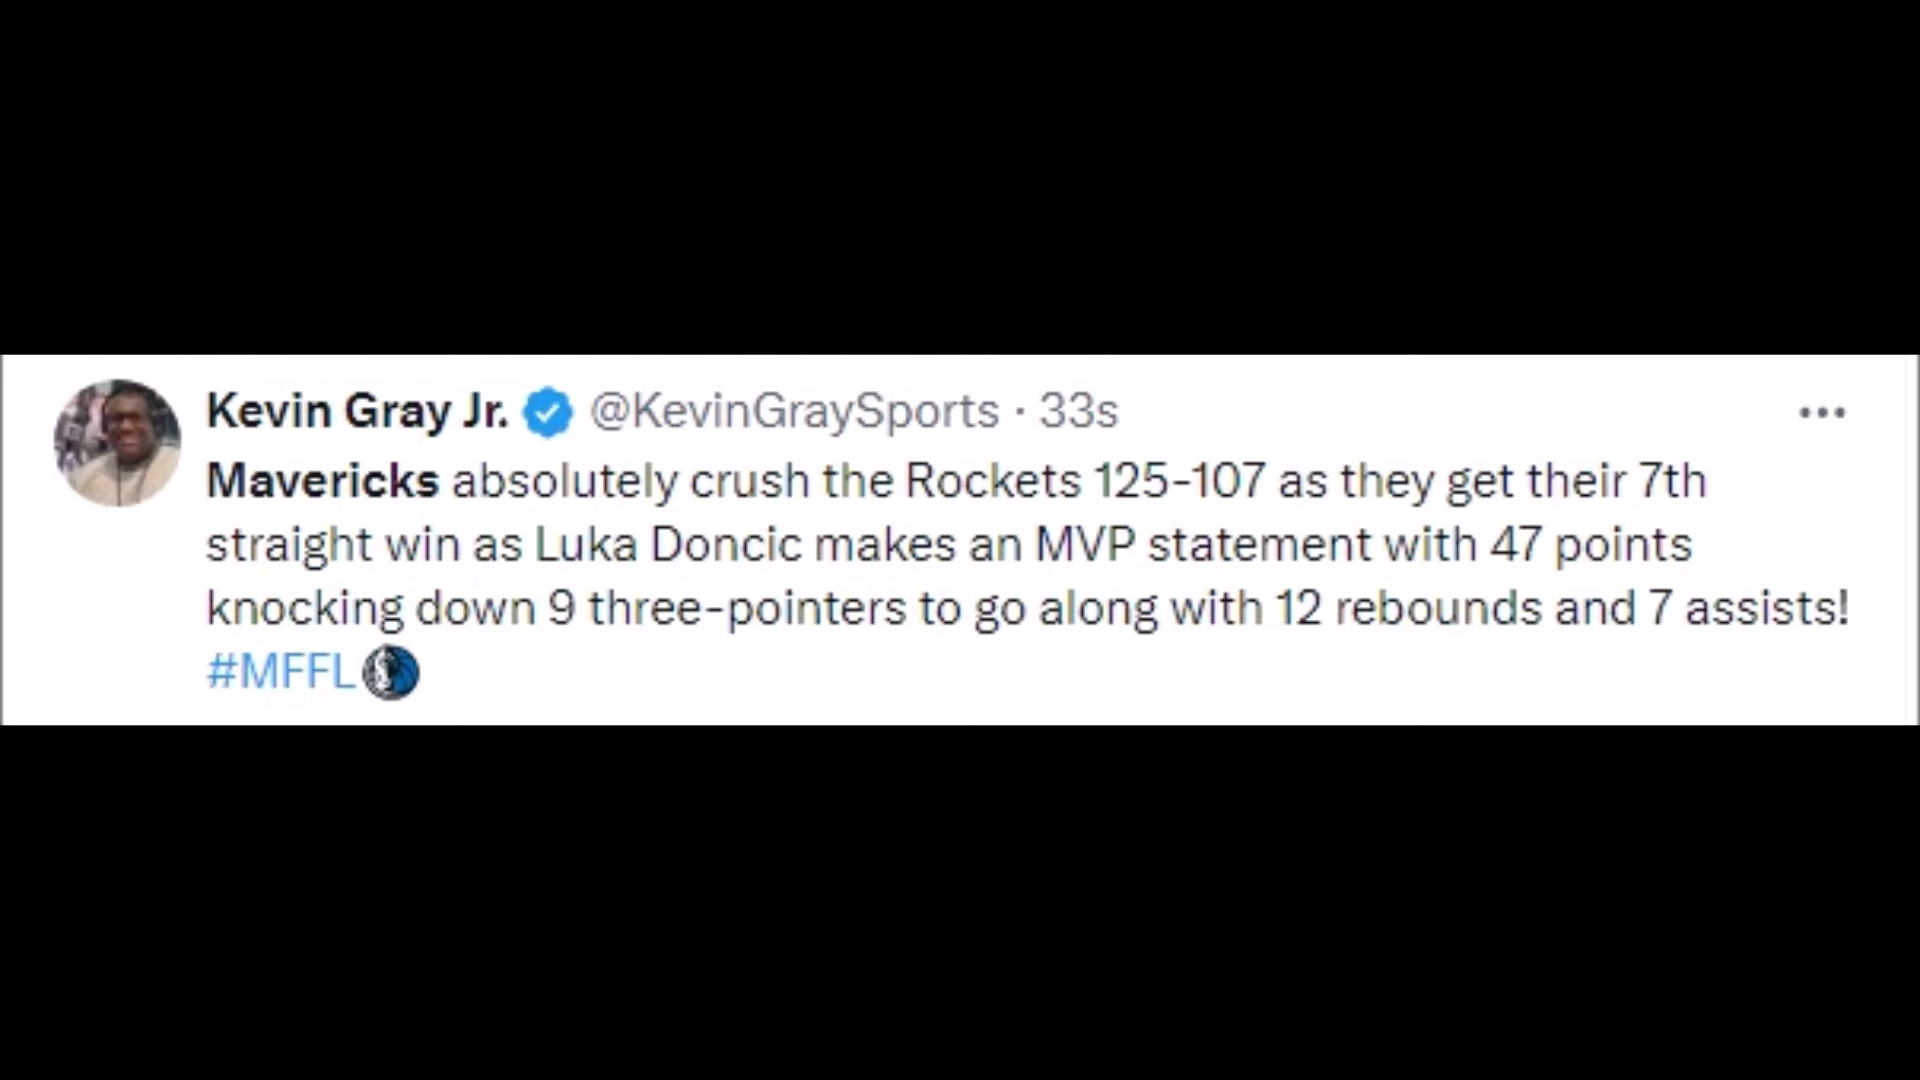 Kevin Gray Jr. @KevinGraySports · 33s
Mavericks absolutely crush the Rockets 125-107 as they get their 7th
straight win as Luka Doncic makes an MVP statement with 47 points
knocking down 9 three-pointers to go along with 12 rebounds and 7 assists!
#MFFL